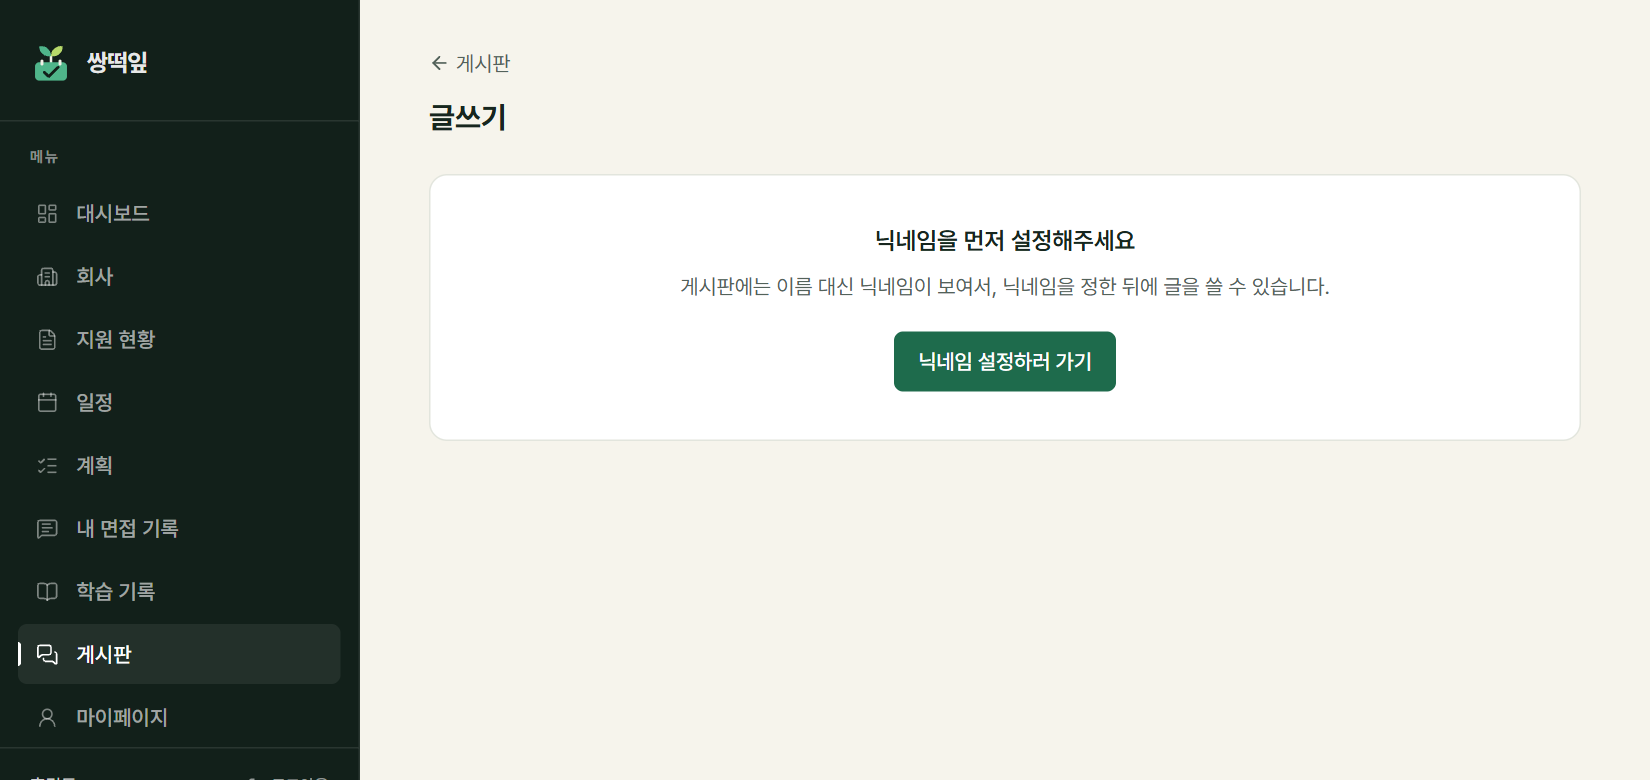 쌍떡잎
메뉴
대시보드
회사
지원 현황
일정
계획
내 면접 기록
학습 기록
게시판
마이페이지
게시판
글쓰기
닉네임을 먼저 설정해주세요
게시판에는 이름 대신 닉네임이 보여서, 닉네임을 정한 뒤에 글을 쓸 수 있습니다.
닉네임 설정하러 가기